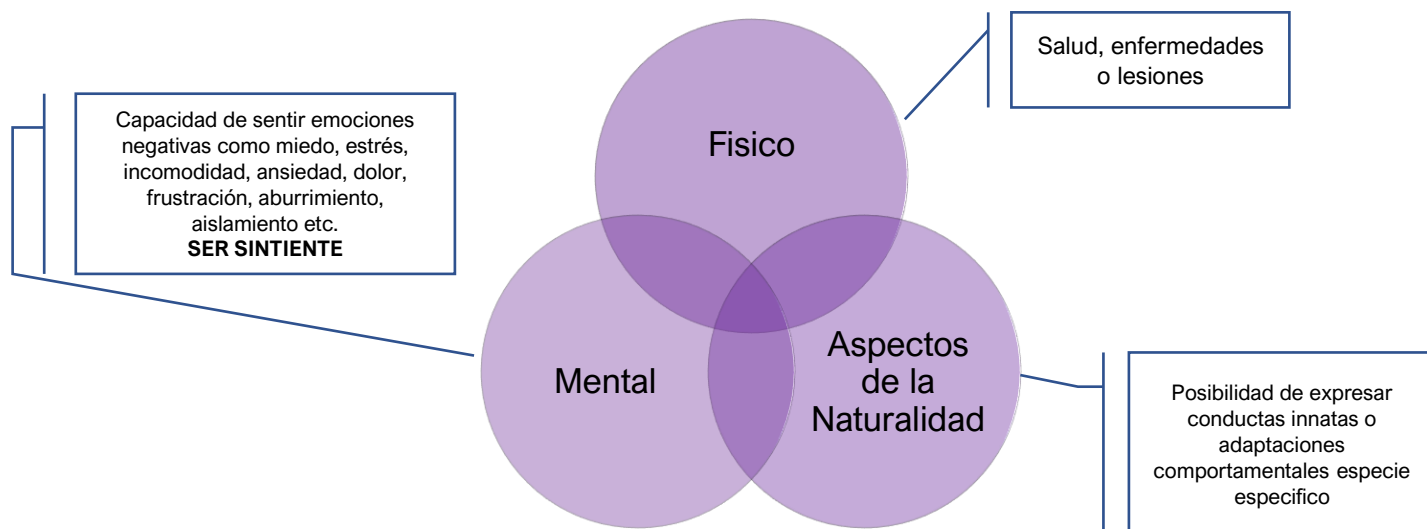 Salud, enfermedades
o lesiones
Capacidad de sentir emociones
negativas como miedo, estrés,
incomodidad, ansiedad, dolor,
frustración, aburrimiento,
aislamiento etc.
SER SINTIENTE
Fisico
Mental
Aspectos
de la
Naturalidad
Posibilidad de expresar
conductas innatas o
adaptaciones
comportamentales especie
especifico